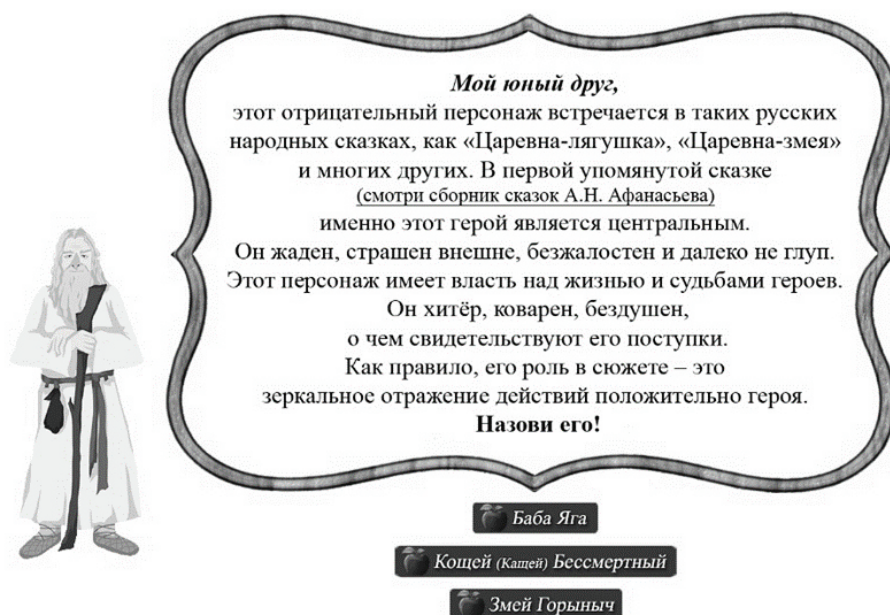 Мой юный друг,
этот отрицательный персонаж встречается в таких русских
народных сказках, как «Царевна-лягушка», «Царевна-змея»
и многих других. В первой упомянутой сказке
(смотри сборник сказок А.Н. Афанасьева)
именно этот герой является центральным.
Он жаден, страшен внешне, безжалостен и далеко не глуп.
Этот персонаж имеет власть над жизнью и судьбами героев.
Он хитёр, коварен, бездушен,
о чем свидетельствуют его поступки.
Как правило, его роль в сюжете – это
зеркальное отражение действий положительно героя.
Назови его!
Баба Яга
Кощей (Кащей) Бессмертный
Змей Горыныч